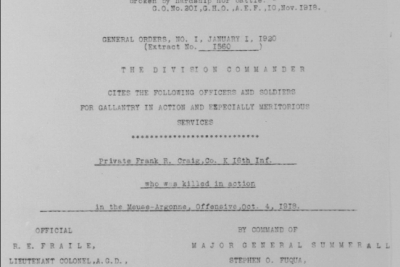 G.O.No.201,G.H.Q.,A.E.F.,10,Nov.1918.
GENERAL ORDERS, NO. 1, JANUARY 1, 1920
(Extract No. 1560 )
THE DIVISION COMMANDER
CITES THE FOLLOWING OFFICERS AND SOLDIERS
FOR GALLANTRY IN ACTION AND ESPECIALLY MERITORIOUS
SERVICES
***************************
Private Frank R. Craig, Co. K 16th Inf.
who was killed in action
in the Meuse-Argonne, Offensive, Oct. 4, 1918.
OFFICIAL BY COMMAND OF
R. E. FRAILE, MAJOR GENERAL SUMMERALL
LIEUTENANT COLONEL, A.G.D., STEPHEN O. FUQUA,